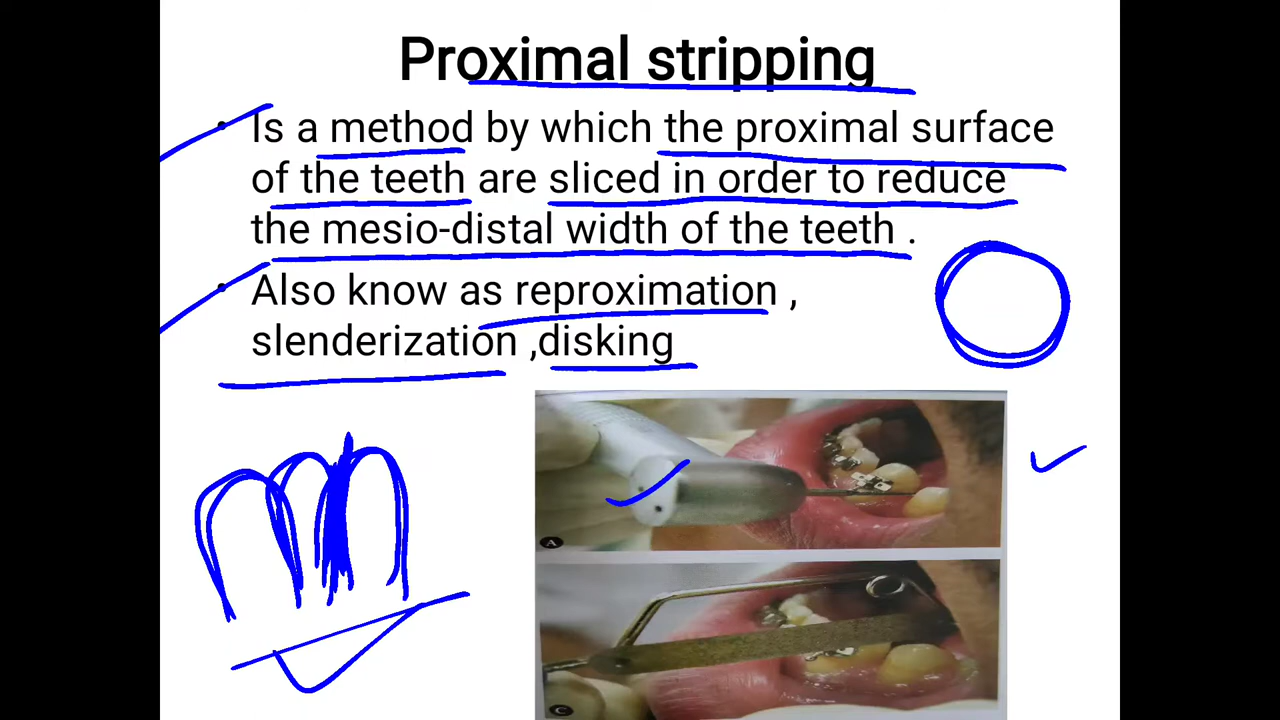 Proximal stripping
• Is a method by which the proximal surface
of the teeth are sliced in order to reduce
the mesio-distal width of the teeth .
• Also know as reproximation ,
slenderization ,disking
A
C